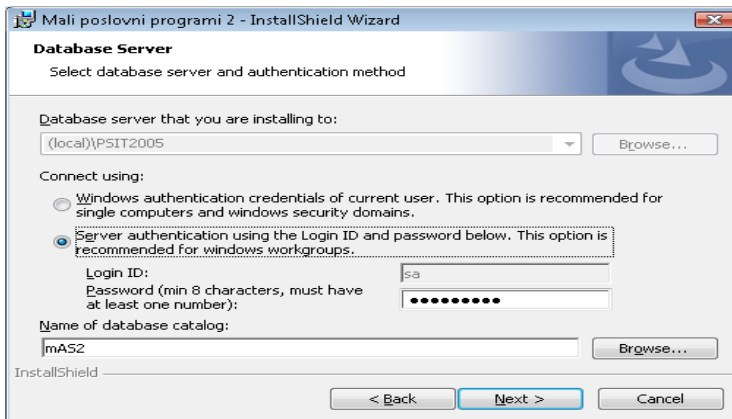 Mali poslovni programi 2 - InstallShield Wizard
Database Server
Select database server and authentication method
Database server that you are installing to:
(local)\PSIT2005
Browse...
Connect using:
Windows authentication credentials of current user. This option is recommended for
single computers and windows security domains.
Server authentication using the Login ID and password below. This option is
recommended for windows workgroups.
Login ID:
sa
Password (min 8 characters, must have
at least one number):
●●●●●●●●●
Name of database catalog:
mAS2
Browse...
InstallShield
< Back
Next >
Cancel